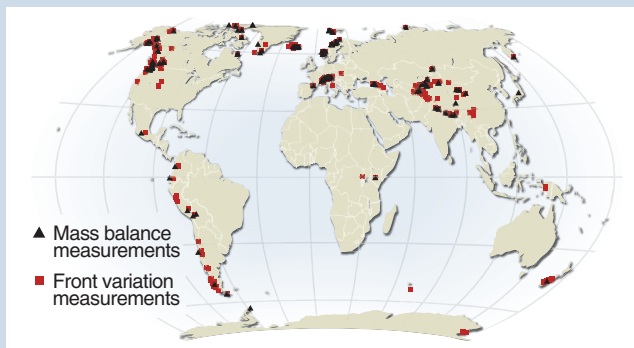 Mass balance
measurements
Front variation
measurements